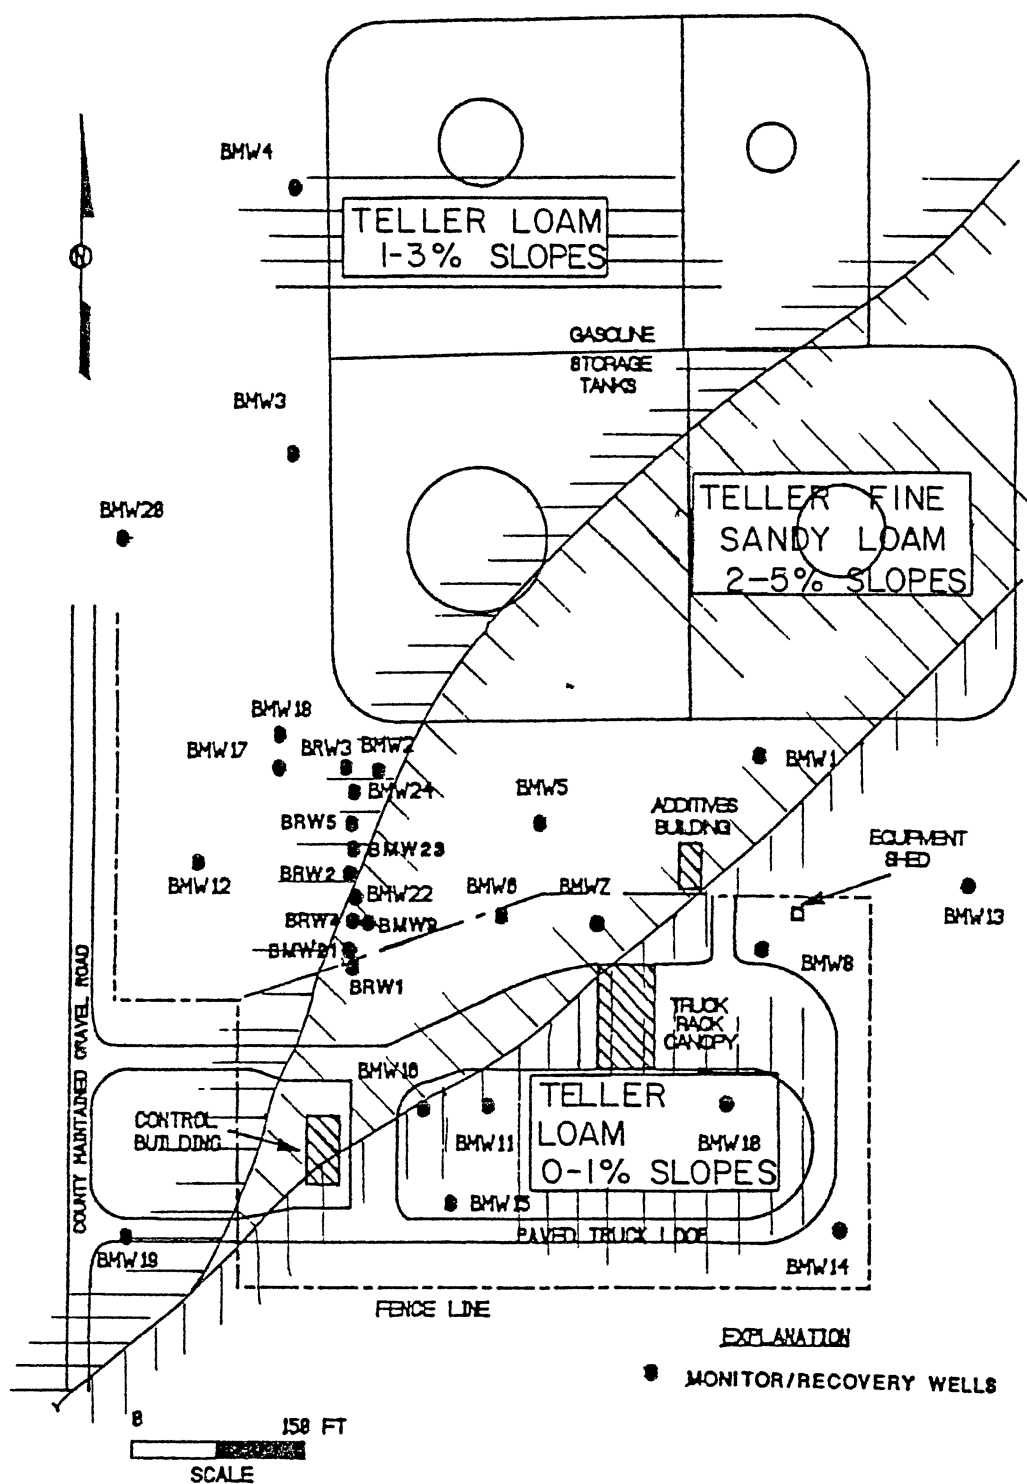 BMW4
TELLER LOAM
1-3% SLOPES
N
GASOLINE
STORAGE
TANKS
BMW3
TELLER FINE
SANDY LOAM
2-5% SLOPES
BMW20
BMW18
BMW17
BRW3
BMW2
BMW1
BMW24
BMW5
ADDITIVES
BUILDING
BRW5
EQUIPMENT
SHED
BMW23
BMW12
BRW2
BMW6
BMW7
BMW22
BMW13
BRW4
BMW9
BMW21
BMW8
BRW1
COUNTY MAINTAINED GRAVEL ROAD
TRUCK
RACK
CANOPY
BMW16
TELLER
LOAM
0-1% SLOPES
CONTROL
BUILDING
BMW11
BMW18
BMW15
PAVED TRUCK LOOP
BMW19
BMW14
FENCE LINE
EXPLANATION
MONITOR/RECOVERY WELLS
150 FT
SCALE